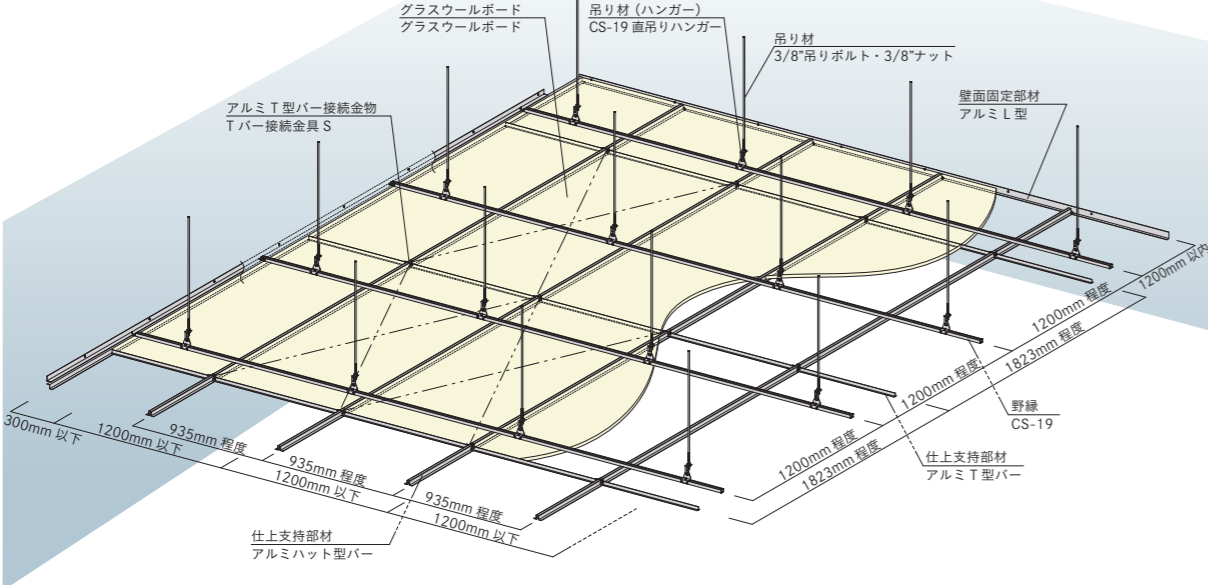 グラスウールボード
グラスウールボード
吊り材（ハンガー）
CS-19 直吊りハンガー
吊り材
3/8”吊りボルト・3/8”ナット
壁面固定部材
アルミ L 型
アルミ T 型バー接続金物
T バー接続金具 S
1200mm 以内
1200mm 程度
1823mm 程度
1200mm 程度
1200mm 程度
1823mm 程度
野縁
CS-19
仕上支持部材
アルミ T 型バー
300mm 以下
1200mm 以下
935mm 程度
935mm 程度
1200mm 以下
935mm 程度
1200mm 以下
仕上支持部材
アルミハット型バー